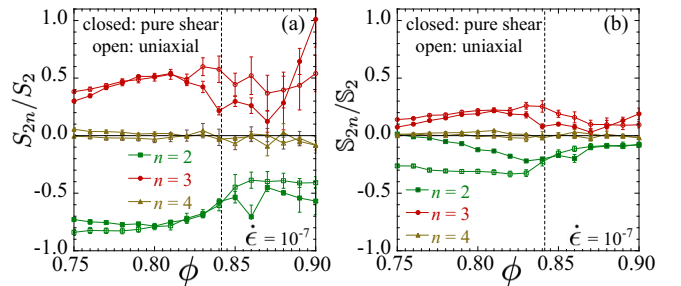 closed: pure shear (a)
open: uniaxial
S₂ₙ/S₂
1.0
0.5
0.0
-0.5
-1.0
n = 2
n = 3
n = 4
ϵ̇ = 10⁻⁷
0.75 0.80 0.85 0.90
ϕ
closed: pure shear (b)
open: uniaxial
𝕊₂ₙ/𝕊₂
1.0
0.5
0.0
-0.5
-1.0
n = 2
n = 3
n = 4
ϵ̇ = 10⁻⁷
0.75 0.80 0.85 0.90
ϕ